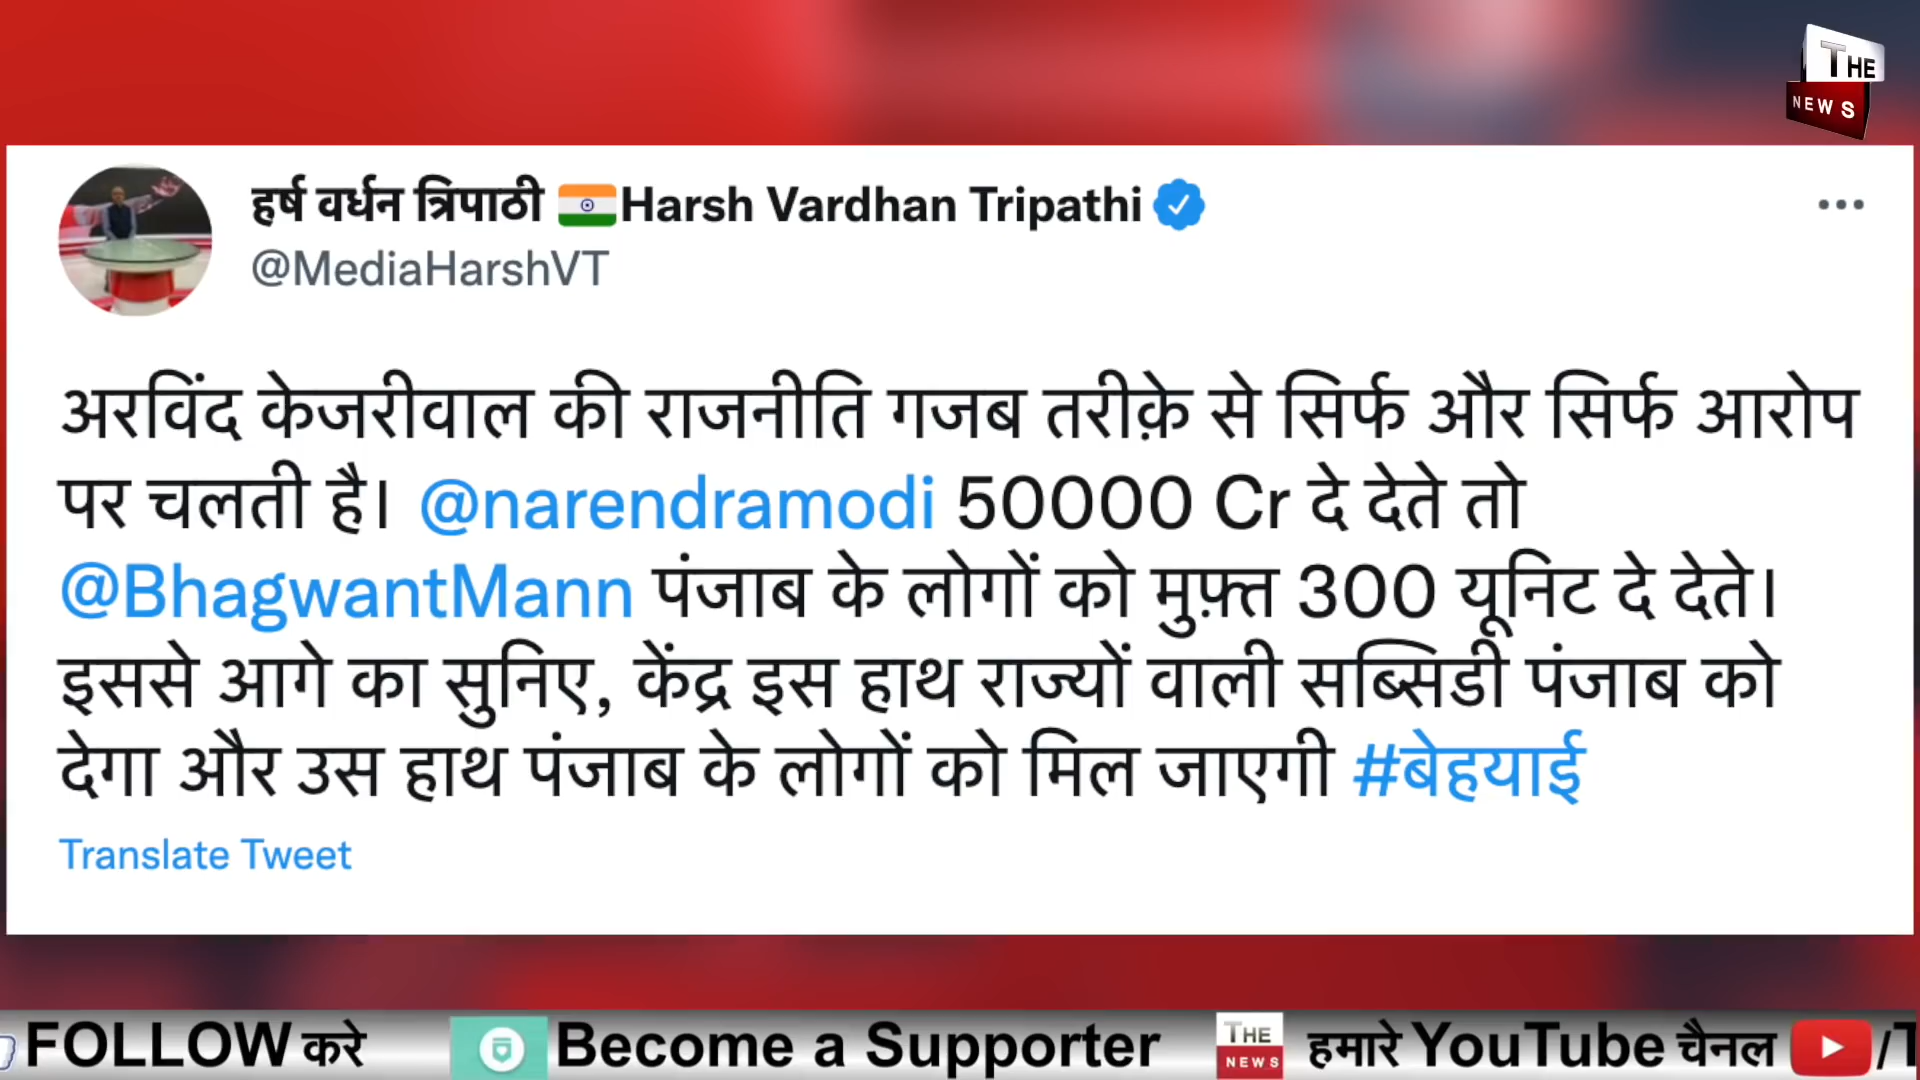 THE
NEWS
हर्ष वर्धन त्रिपाठी 🇮🇳Harsh Vardhan Tripathi
@MediaHarshVT
अरविंद केजरीवाल की राजनीति गजब तरीक़े से सिर्फ और सिर्फ आरोप
पर चलती है। @narendramodi 50000 Cr दे देते तो
@BhagwantMann पंजाब के लोगों को मुफ़्त 300 यूनिट दे देते।
इससे आगे का सुनिए, केंद्र इस हाथ राज्यों वाली सब्सिडी पंजाब को
देगा और उस हाथ पंजाब के लोगों को मिल जाएगी #बेहयाई
Translate Tweet
FOLLOW करे Become a Supporter THE NEWS हमारे YouTube चैनल /T